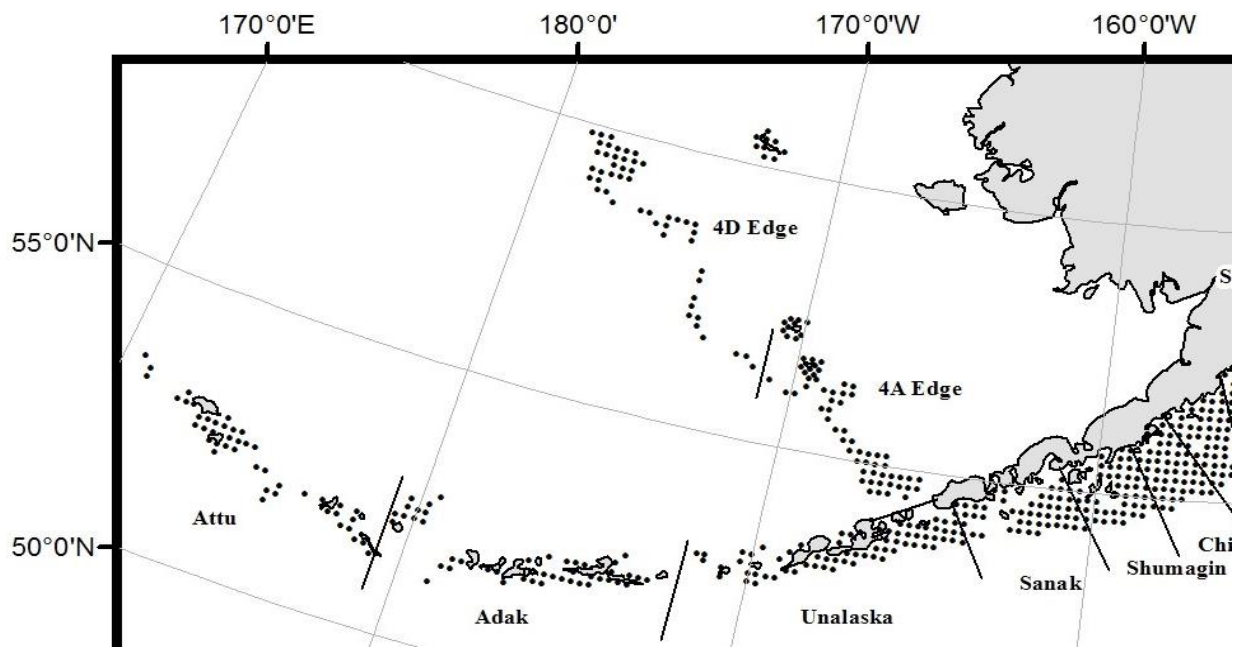 170°0'E 180°0' 170°0'W 160°0'W
4D Edge
55°0'N
S
4A Edge
Attu
50°0'N
Chi
Shumagin
Sanak
Adak
Unalaska